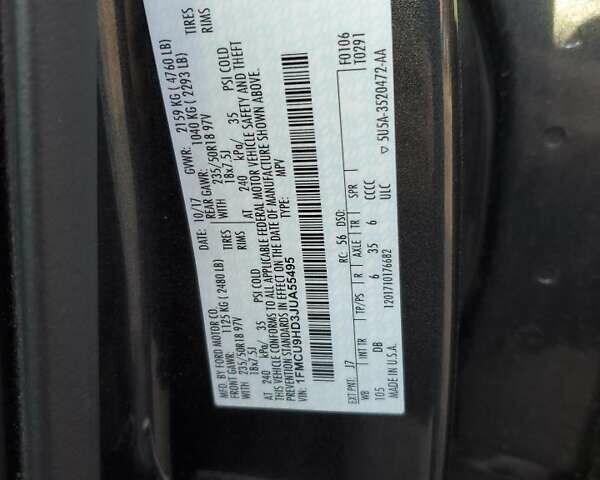 MFD. BY FORD MOTOR CO.
DATE: 10/17 GVWR: 2159 KG ( 4760 LB)
FRONT GAWR: 1125 KG ( 2480 LB) REAR GAWR: 1040 KG ( 2293 LB)
WITH 235/50R18 97V TIRES WITH 235/50R18 97V TIRES
18x7.5J RIMS 18x7.5J RIMS
AT 240 kPa/ 35 PSI COLD AT 240 kPa/ 35 PSI COLD
THIS VEHICLE CONFORMS TO ALL APPLICABLE FEDERAL MOTOR VEHICLE SAFETY AND THEFT
PREVENTION STANDARDS IN EFFECT ON THE DATE OF MANUFACTURE SHOWN ABOVE.
VIN: 1FMCU9HD3JUA55495 TYPE: MPV
F0106
T0291
EXT PNT: J7 RC: 56 DSO:
WB INT TR TP/PS R AXLE TR SPR
105 DB 6 35 6 CCCC
ULC
MADE IN U.S.A. 1201710176682
5U5A-3520472-AA